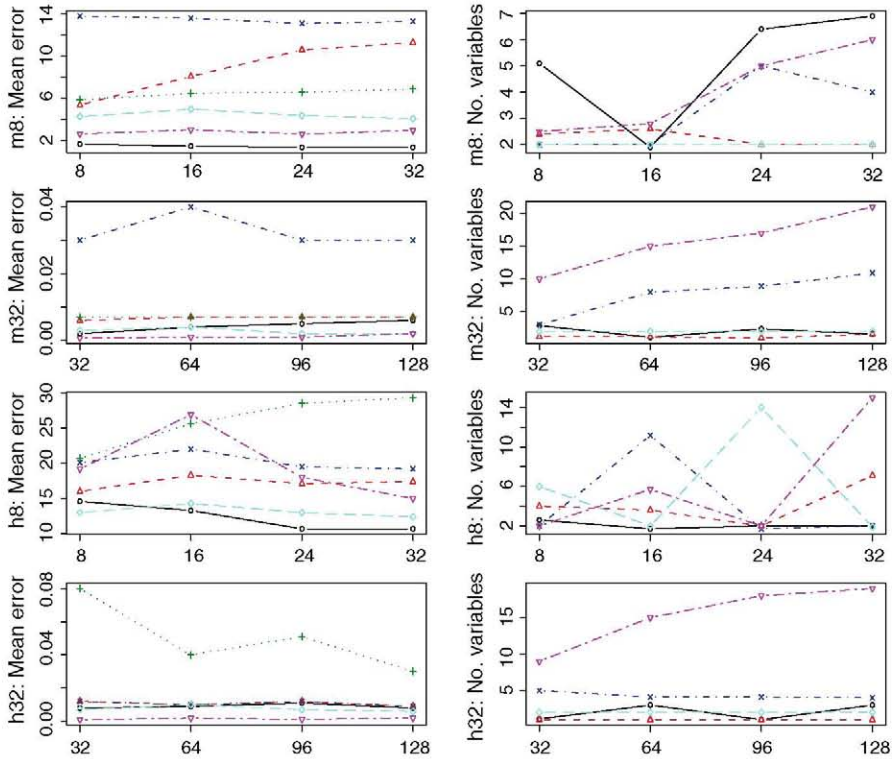 m8: Mean error
14
10
6
2
8 16 24 32
m8: No. variables
7
6
5
4
3
2
8 16 24 32
m32: Mean error
0.04
0.02
0.00
32 64 96 128
m32: No. variables
20
15
10
5
32 64 96 128
h8: Mean error
30
25
20
15
10
8 16 24 32
h8: No. variables
14
10
6
2
8 16 24 32
h32: Mean error
0.08
0.04
0.00
32 64 96 128
h32: No. variables
15
10
5
32 64 96 128